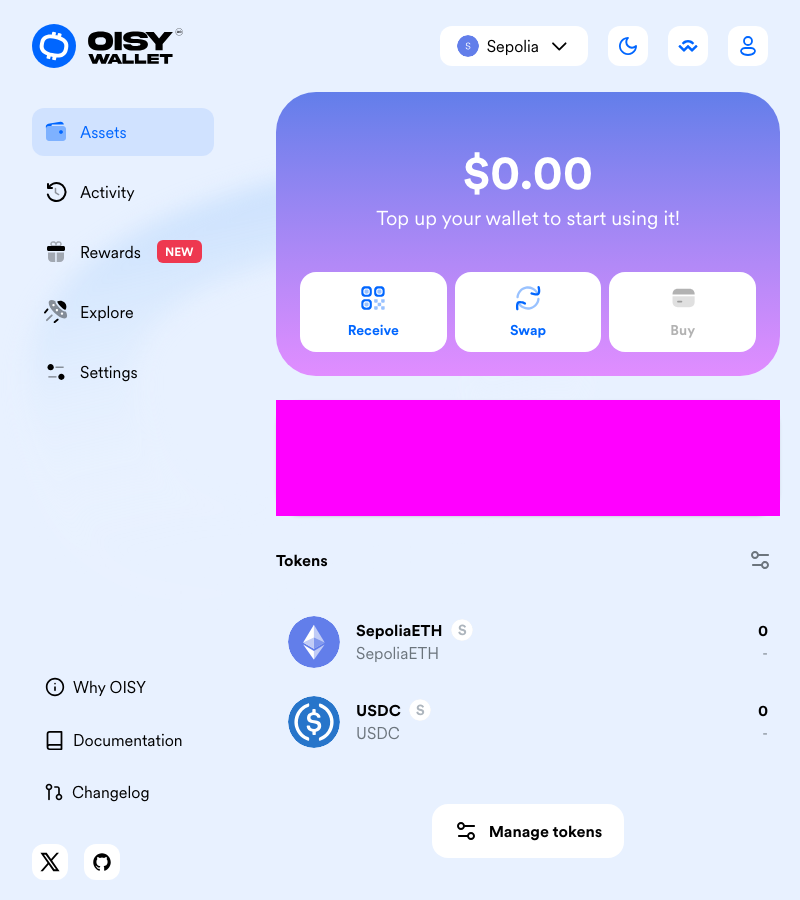 OISY
WALLET
Sepolia
Assets
Activity
Rewards NEW
Explore
Settings
$0.00
Top up your wallet to start using it!
Receive
Swap
Buy
Tokens
SepoliaETH S
SepoliaETH
0
-
USDC S
USDC
0
-
Manage tokens
Why OISY
Documentation
Changelog